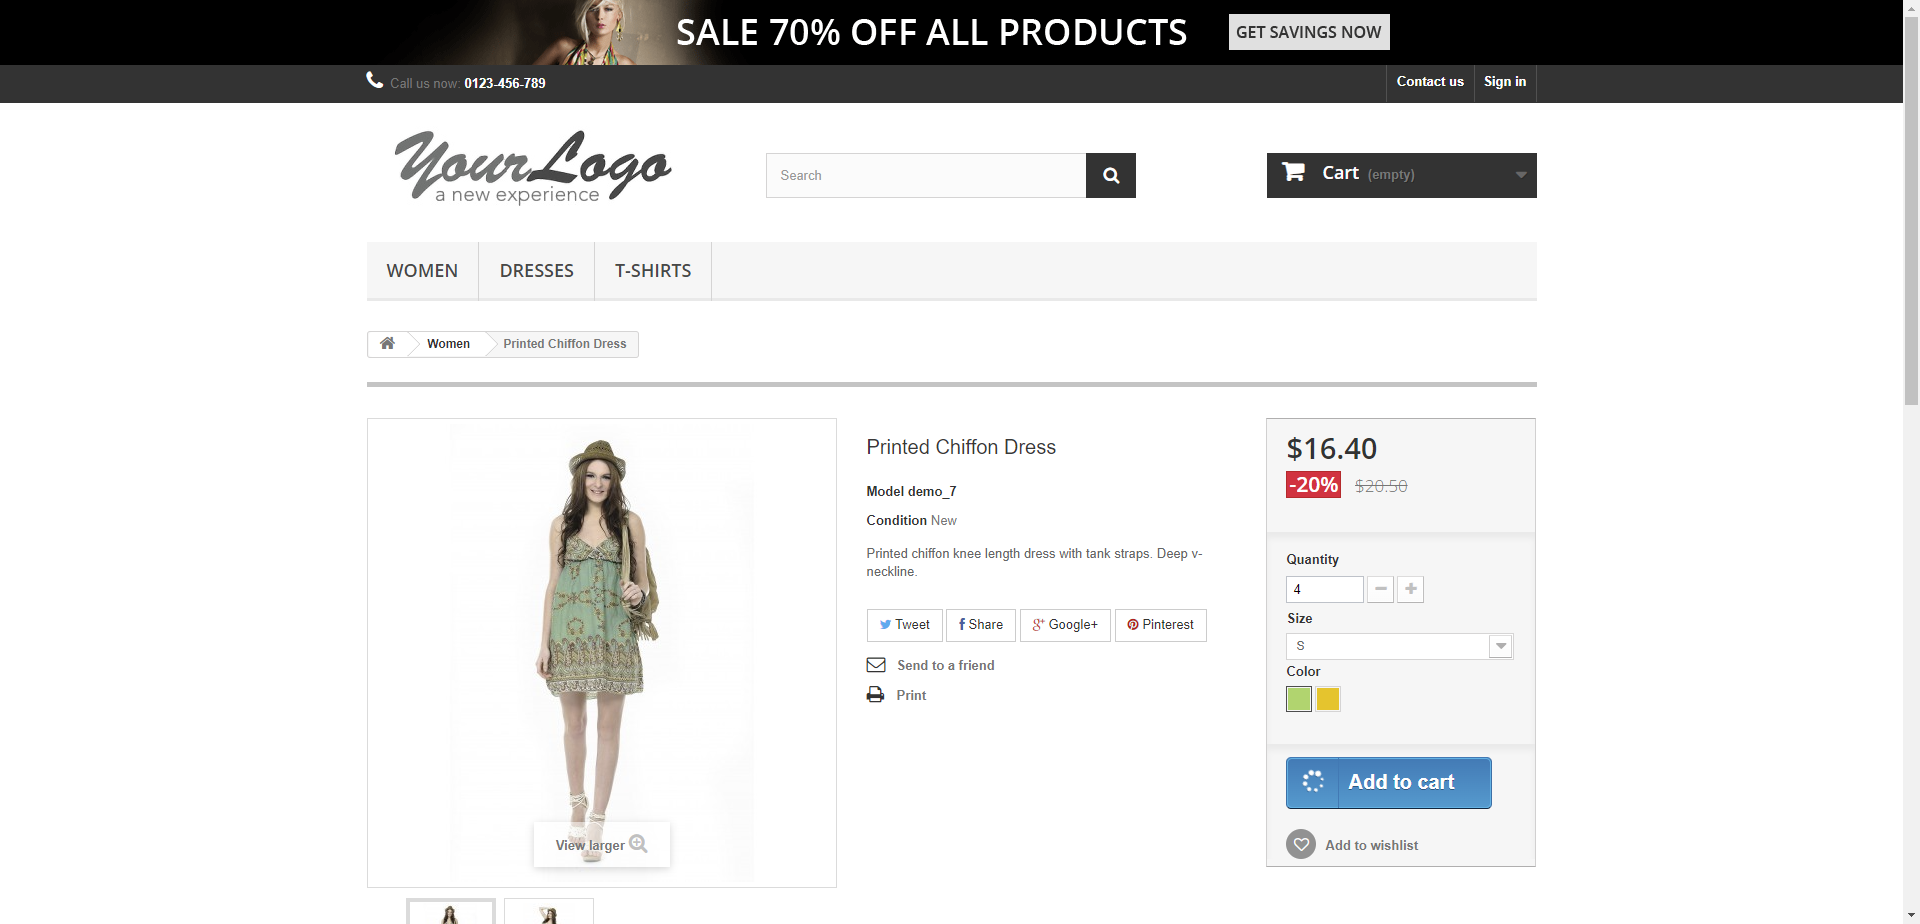 SALE 70% OFF ALL PRODUCTS
GET SAVINGS NOW
Call us now: 0123-456-789
Contact us
Sign in
YourLogo
a new experience
Search
Cart (empty)
WOMEN
DRESSES
T-SHIRTS
Women
Printed Chiffon Dress
Printed Chiffon Dress
Model demo_7
Condition New
Printed chiffon knee length dress with tank straps. Deep v-
neckline.
Tweet
Share
Google+
Pinterest
Send to a friend
Print
View larger
$16.40
-20% $20.50
Quantity
4
Size
S
Color
Add to cart
Add to wishlist